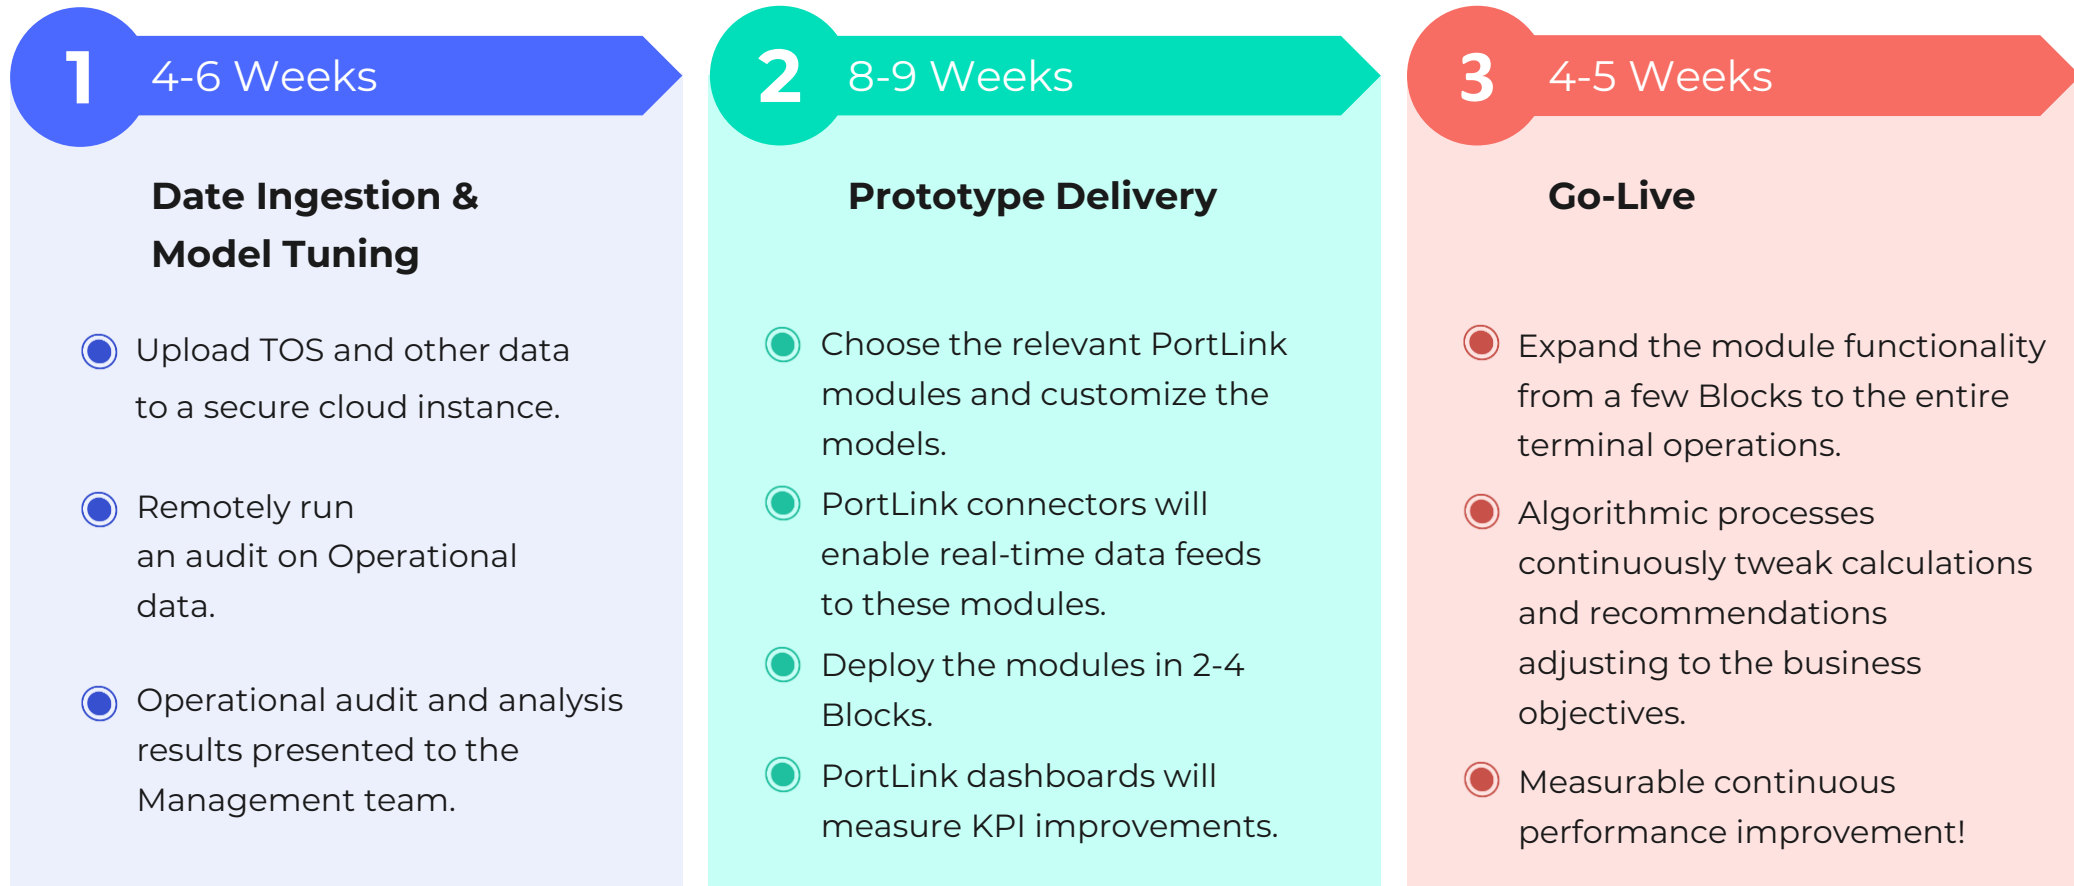 1
4-6 Weeks
Date Ingestion &
Model Tuning
Upload TOS and other data
to a secure cloud instance.
Remotely run
an audit on Operational
data.
Operational audit and analysis
results presented to the
Management team.
2
8-9 Weeks
Prototype Delivery
Choose the relevant PortLink
modules and customize the
models.
PortLink connectors will
enable real-time data feeds
to these modules.
Deploy the modules in 2-4
Blocks.
PortLink dashboards will
measure KPI improvements.
3
4-5 Weeks
Go-Live
Expand the module functionality
from a few Blocks to the entire
terminal operations.
Algorithmic processes
continuously tweak calculations
and recommendations
adjusting to the business
objectives.
Measurable continuous
performance improvement!